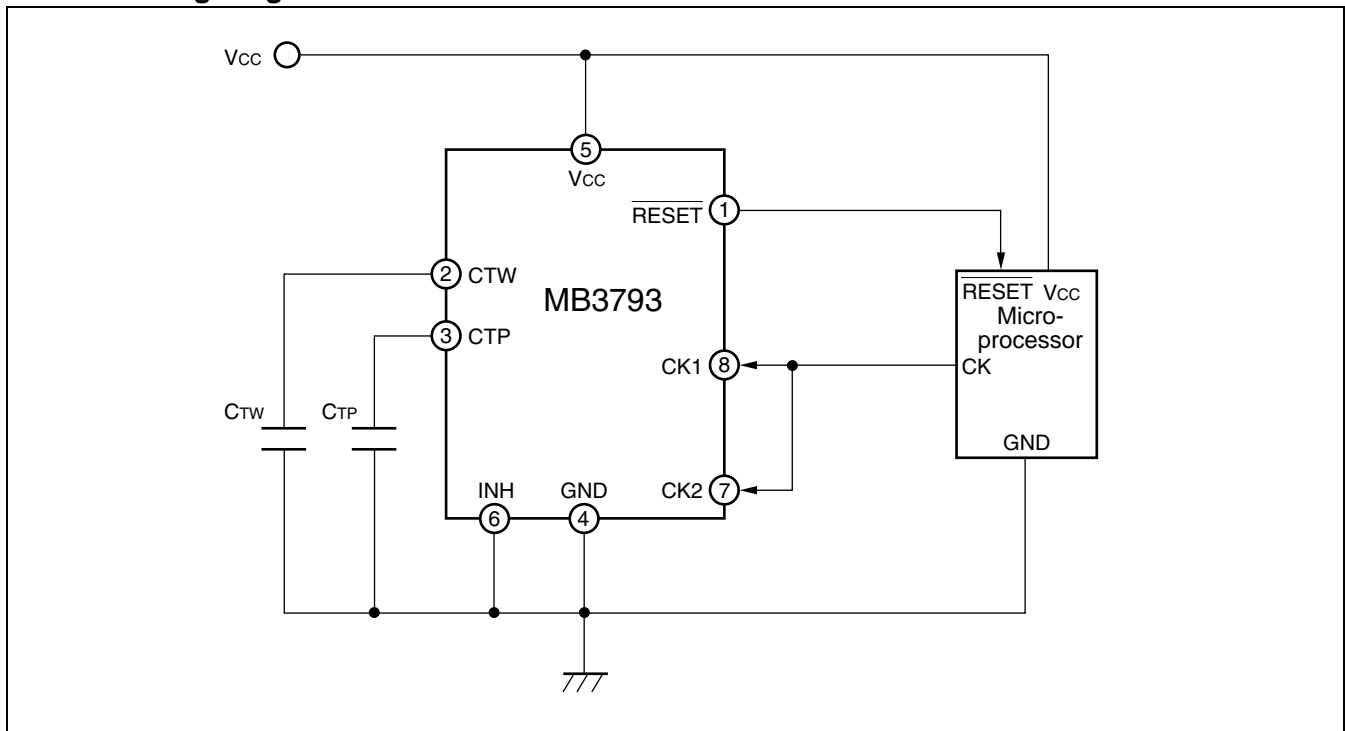 VCC
5
VCC
RESET 1
2 CTW
MB3793
RESET VCC
Micro-
processor
3 CTP
CK1 8
CK
CTW CTP
GND
INH GND CK2 7
6 4